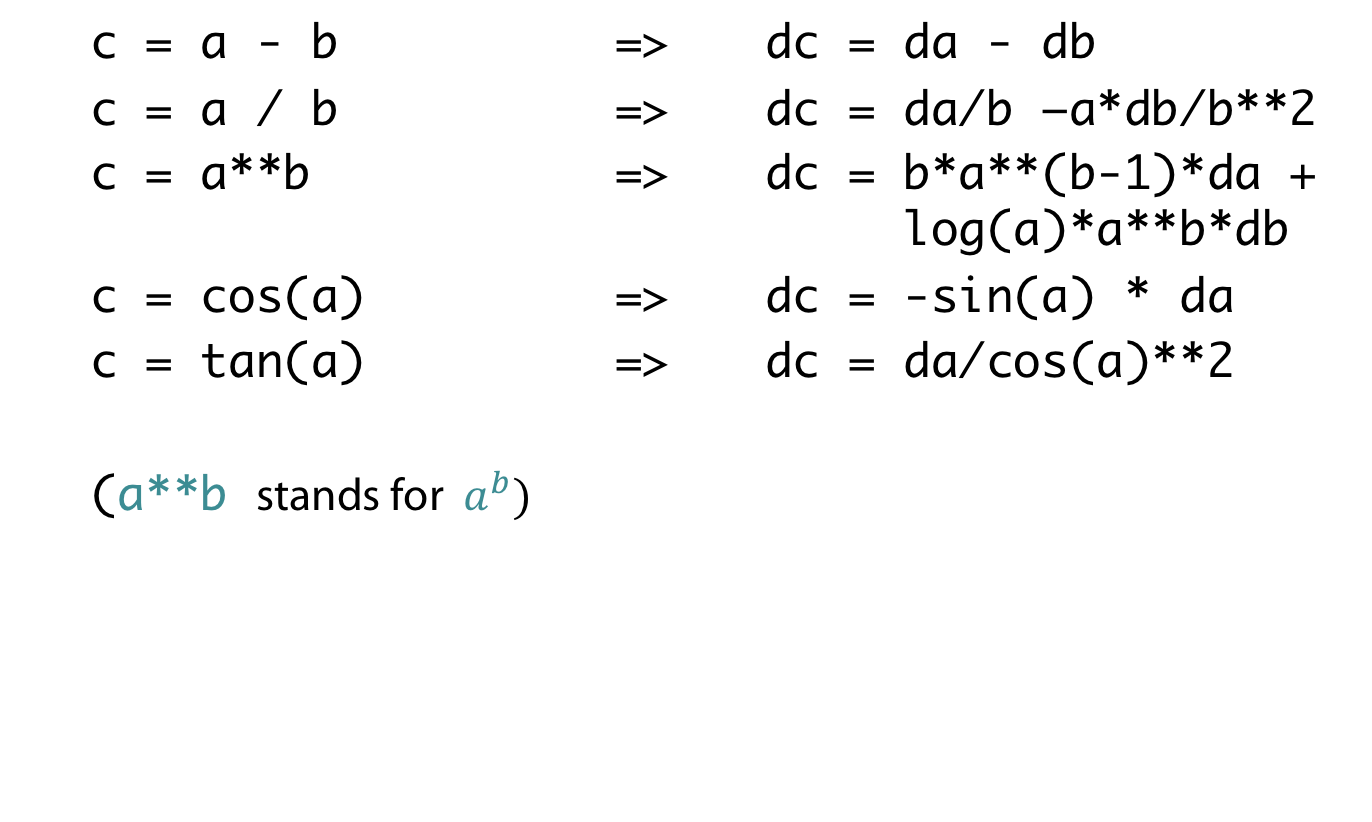 c = a - b => dc = da - db
c = a / b => dc = da/b –a*db/b**2
c = a**b => dc = b*a**(b-1)*da +
log(a)*a**b*db
c = cos(a) => dc = -sin(a) * da
c = tan(a) => dc = da/cos(a)**2
(a**b stands for a^b)